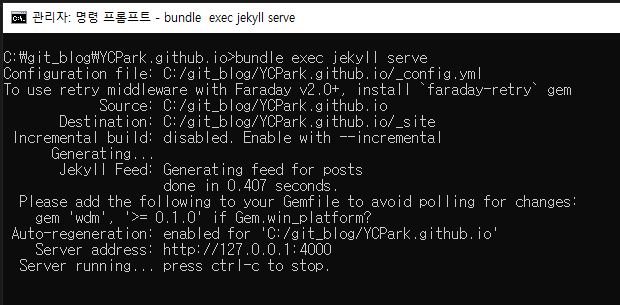 관리자: 명령 프롬프트 - bundle  exec jekyll serve
C:₩git_blog₩YCPark.github.io>bundle exec jekyll serve
Configuration file: C:/git_blog/YCPark.github.io/_config.yml
To use retry middleware with Faraday v2.0+, install `faraday-retry` gem
            Source: C:/git_blog/YCPark.github.io
       Destination: C:/git_blog/YCPark.github.io/_site
 Incremental build: disabled. Enable with --incremental
      Generating...
       Jekyll Feed: Generating feed for posts
                    done in 0.407 seconds.
  Please add the following to your Gemfile to avoid polling for changes:
    gem 'wdm', '>= 0.1.0' if Gem.win_platform?
 Auto-regeneration: enabled for 'C:/git_blog/YCPark.github.io'
    Server address: http://127.0.0.1:4000
  Server running... press ctrl-c to stop.